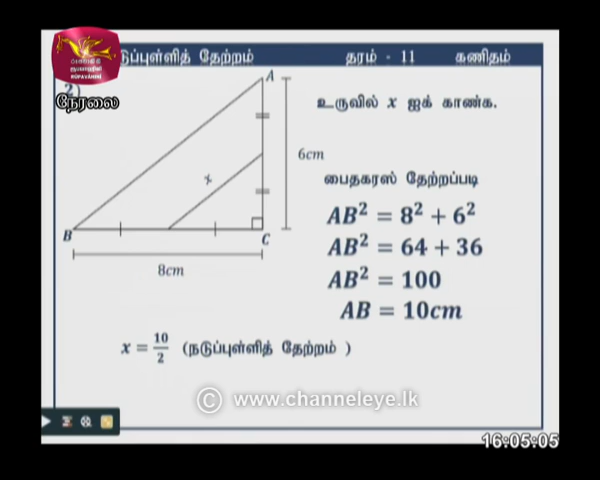 டுப்புள்ளித் தேற்றம் தரம் - 11 கணிதம்
நேரலை
2)
உருவில் x ஐக் காண்க.
A
6cm
x
B
C
8cm
பைதகரஸ் தேற்றப்படி
AB² = 8² + 6²
AB² = 64 + 36
AB² = 100
AB = 10cm
x = 10/2 (நடுப்புள்ளித் தேற்றம் )
© www.channeleye.lk
16:05:05